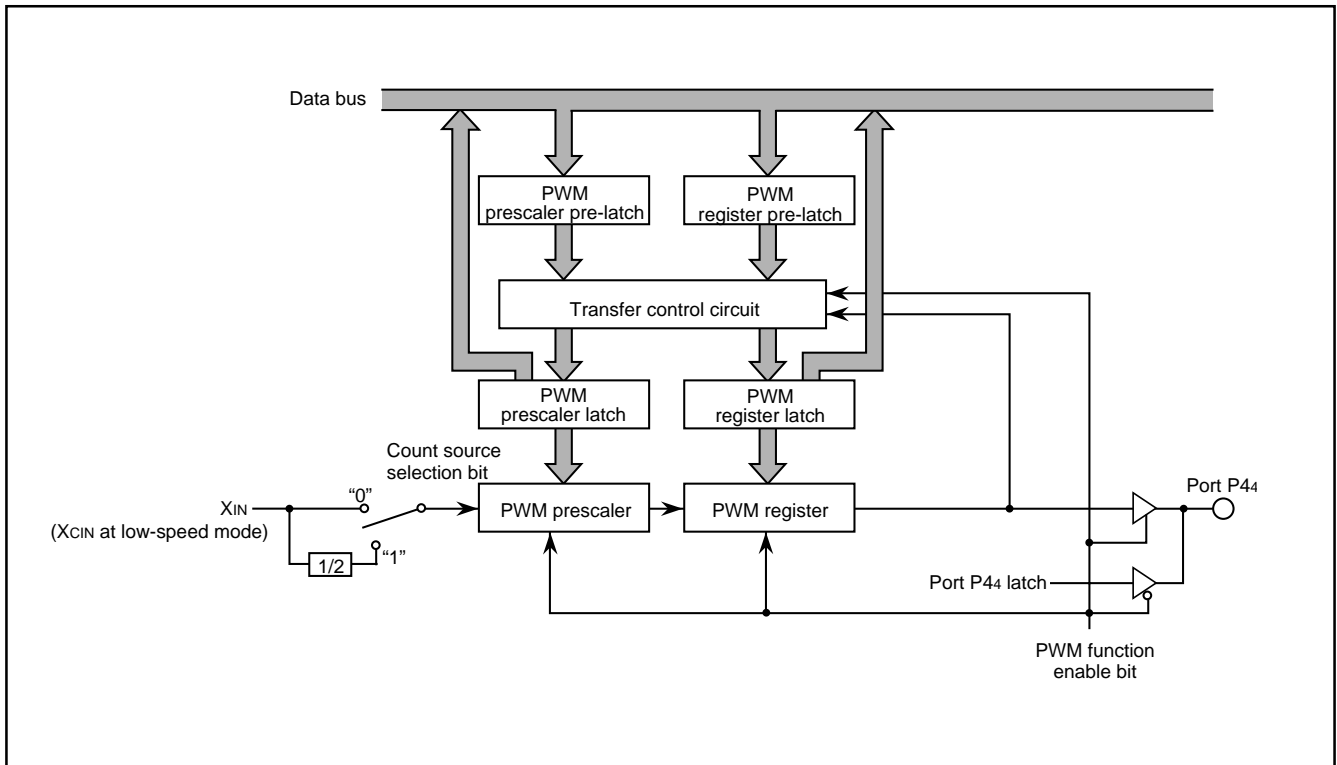 Data bus
PWM
prescaler pre-latch
PWM
register pre-latch
Transfer control circuit
PWM
prescaler latch
PWM
register latch
Count source
selection bit
XIN
(XCIN at low-speed mode)
“0”
“1”
1/2
PWM prescaler
PWM register
Port P44
Port P44 latch
PWM function
enable bit